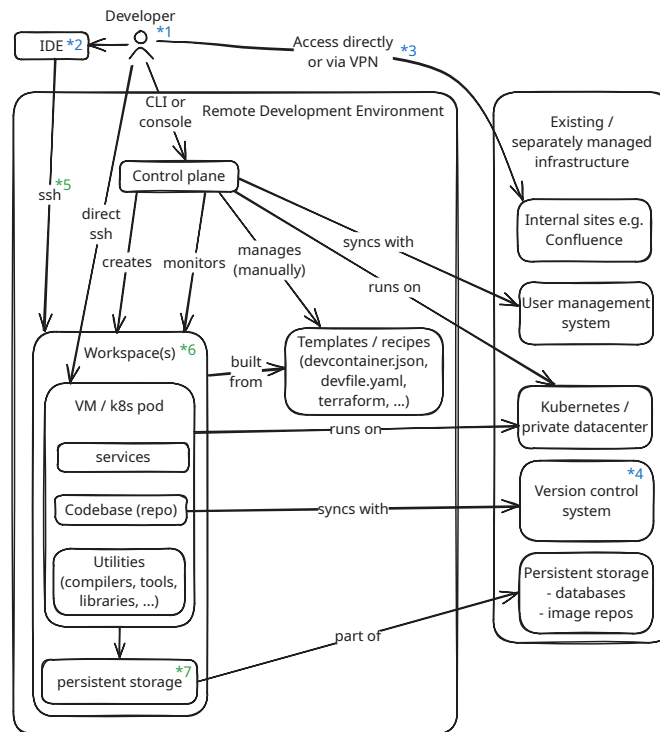 Developer
*1
IDE *2
Access directly
or via VPN
*3
CLI or
console
Remote Development Environment
Existing /
separately managed
infrastructure
Control plane
ssh
*5
direct
ssh
creates
monitors
manages
(manually)
syncs with
runs on
Internal sites e.g.
Confluence
User management
system
Workspace(s) *6
built
from
Templates / recipes
(devcontainer.json,
devfile.yaml,
terraform, ...)
VM / k8s pod
runs on
Kubernetes /
private datacenter
services
*4
Version control
system
Codebase (repo)
syncs with
Utilities
(compilers, tools,
libraries, ...)
Persistent storage
- databases
- image repos
part of
persistent storage
*7